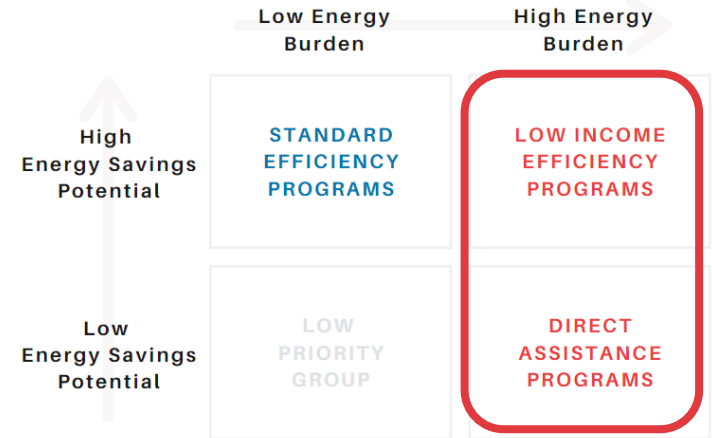 Low Energy
Burden
High Energy
Burden
High
Energy Savings
Potential
STANDARD
EFFICIENCY
PROGRAMS
LOW INCOME
EFFICIENCY
PROGRAMS
Low
Energy Savings
Potential
LOW
PRIORITY
GROUP
DIRECT
ASSISTANCE
PROGRAMS